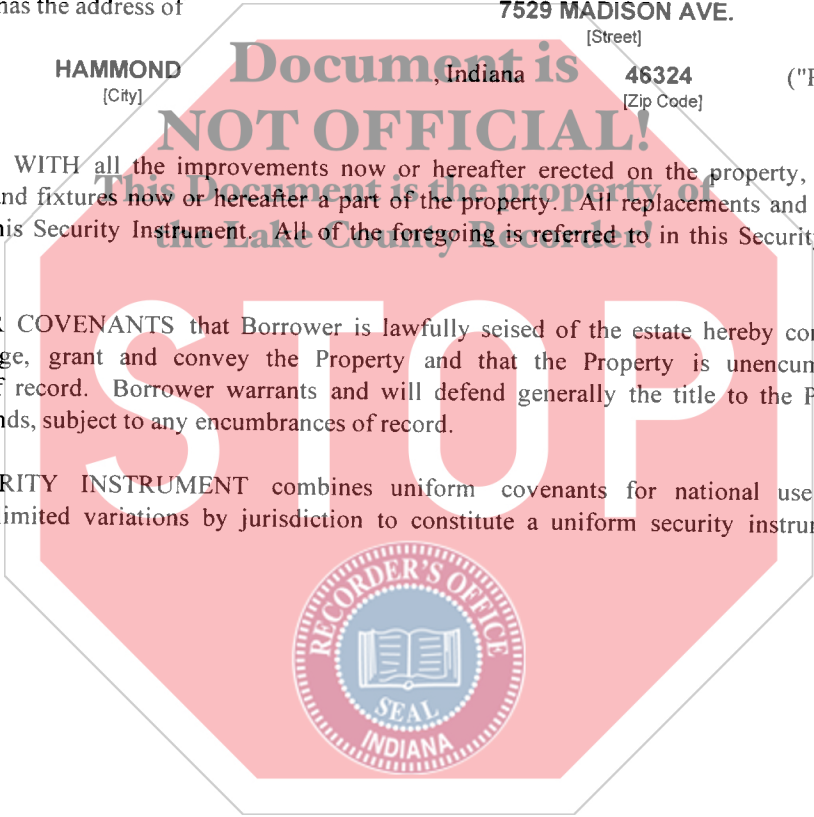 has the address of 7529 MADISON AVE.
[Street]
HAMMOND , Indiana 46324 ("P
[City] [Zip Code]
WITH all the improvements now or hereafter erected on the property,
nd fixtures now or hereafter a part of the property. All replacements and
his Security Instrument. All of the foregoing is referred to in this Security
R COVENANTS that Borrower is lawfully seised of the estate hereby con
ge, grant and convey the Property and that the Property is unencum
f record. Borrower warrants and will defend generally the title to the P
nds, subject to any encumbrances of record.
RITY INSTRUMENT combines uniform covenants for national use
limited variations by jurisdiction to constitute a uniform security instrum
Document is
NOT OFFICIAL!
This Document is the property of
the Lake County Recorder!
STOP
RECORDER'S OFFICE
SEAL
INDIANA